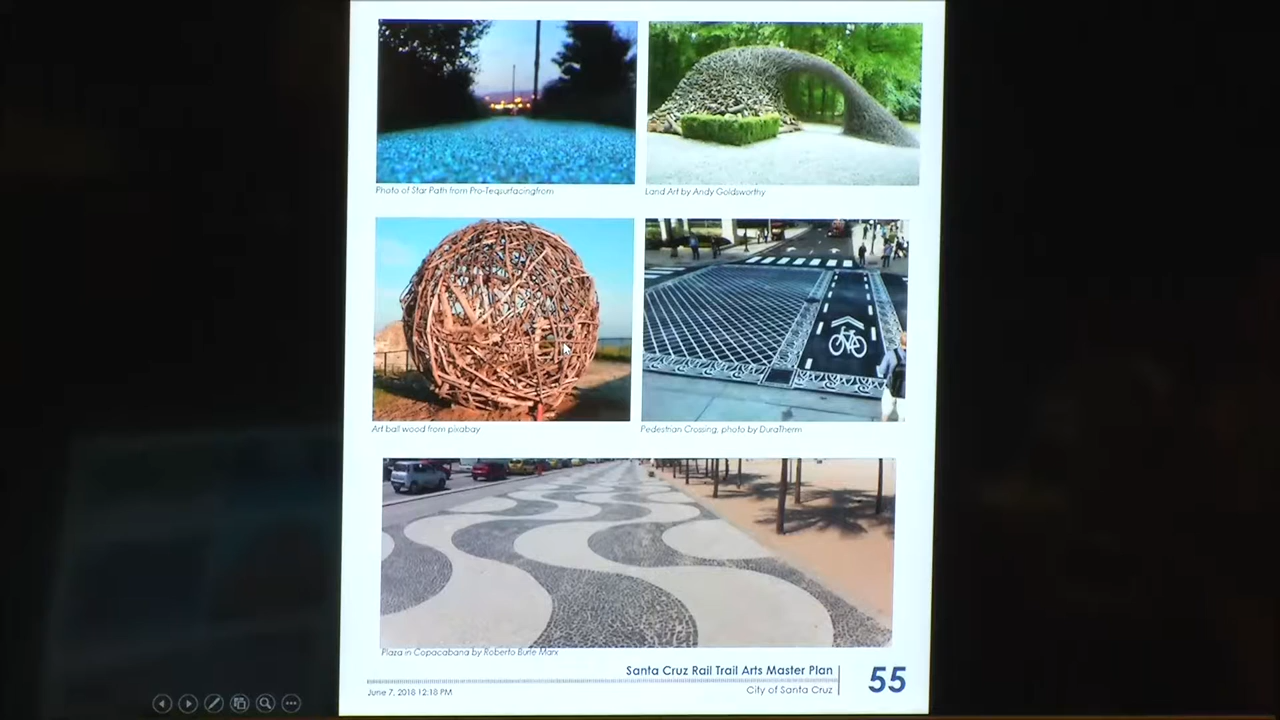 Photo of Star Path from Pro-Teqsurfacingfrom
Land Art by Andy Goldsworthy
Art ball wood from pixabay
Pedestrian Crossing, photo by DuraTherm
Plaza in Copacabana by Roberto Burle Marx
Santa Cruz Rail Trail Arts Master Plan
55
June 7, 2018 12:18 PM
City of Santa Cruz